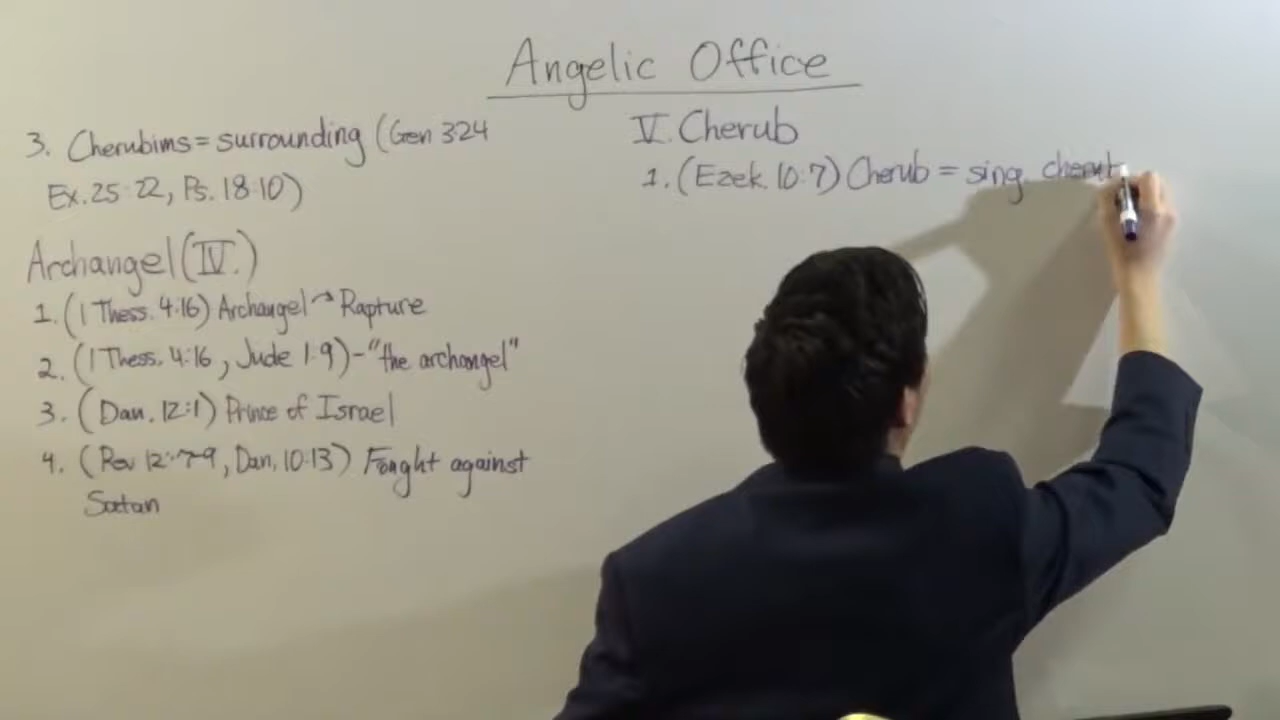 Angelic Office
3. Cherubims = surrounding (Gen 3:24
Ex. 25:22, Ps. 18:10)
Archangel (IV.)
1. (1 Thess. 4:16) Archangel → Rapture
2. (1 Thess. 4:16, Jude 1:9) - "the archangel"
3. (Dan. 12:1) Prince of Israel
4. (Rev 12:7-9, Dan. 10:13) Fought against
Satan
V. Cherub
1. (Ezek. 10:7) Cherub = sing. cherub